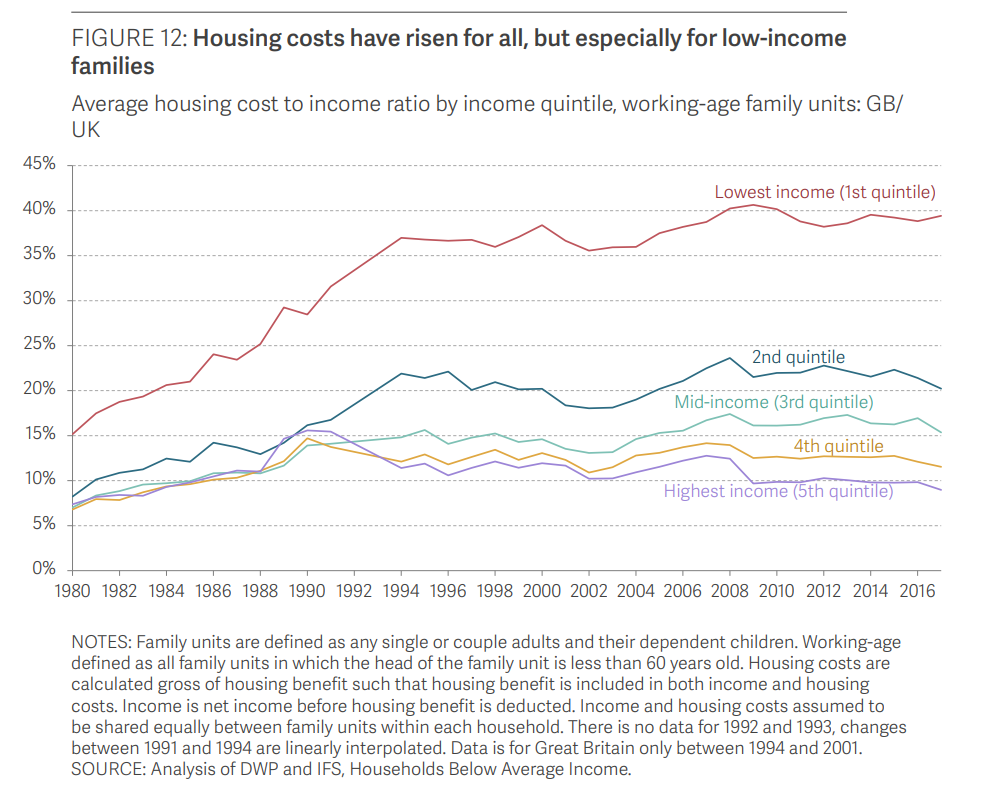 FIGURE 12: Housing costs have risen for all, but especially for low-income
families
Average housing cost to income ratio by income quintile, working-age family units: GB/
UK
45%
40%
35%
30%
25%
20%
15%
10%
5%
0%
Lowest income (1st quintile)
2nd quintile
Mid-income (3rd quintile)
4th quintile
Highest income (5th quintile)
1980 1982 1984 1986 1988 1990 1992 1994 1996 1998 2000 2002 2004 2006 2008 2010 2012 2014 2016
NOTES: Family units are defined as any single or couple adults and their dependent children. Working-age
defined as all family units in which the head of the family unit is less than 60 years old. Housing costs are
calculated gross of housing benefit such that housing benefit is included in both income and housing
costs. Income is net income before housing benefit is deducted. Income and housing costs assumed to
be shared equally between family units within each household. There is no data for 1992 and 1993, changes
between 1991 and 1994 are linearly interpolated. Data is for Great Britain only between 1994 and 2001.
SOURCE: Analysis of DWP and IFS, Households Below Average Income.